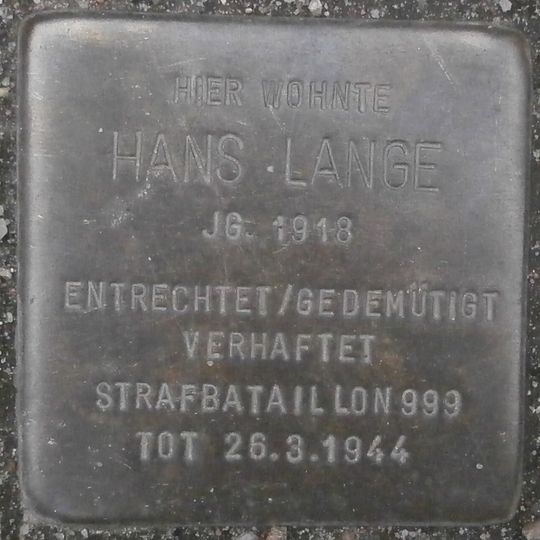 HIER WOHNTE
HANS LANGE
JG. 1918
ENTRECHTET/GEDEMÜTIGT
VERHAFTET
STRAFBATAILLON 999
TOT 26.3.1944